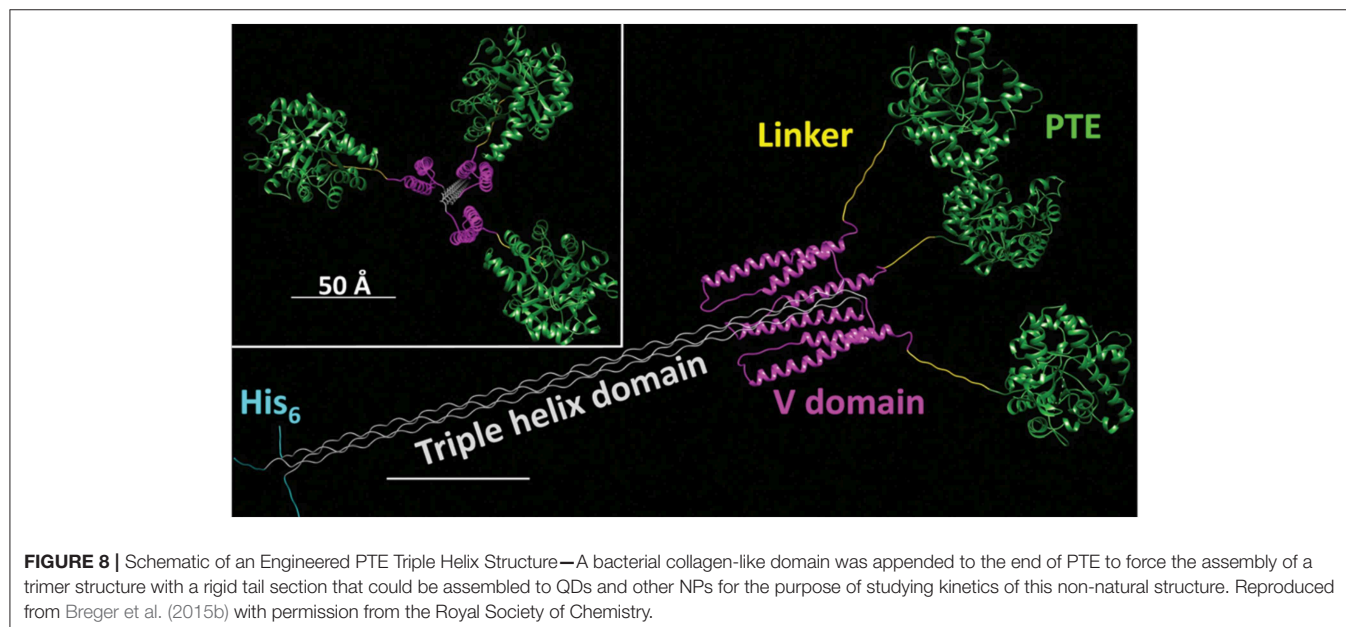 50 Å
Linker
PTE
His₆
Triple helix domain
V domain
FIGURE 8 | Schematic of an Engineered PTE Triple Helix Structure—A bacterial collagen-like domain was appended to the end of PTE to force the assembly of a
trimer structure with a rigid tail section that could be assembled to QDs and other NPs for the purpose of studying kinetics of this non-natural structure. Reproduced
from Breger et al. (2015b) with permission from the Royal Society of Chemistry.